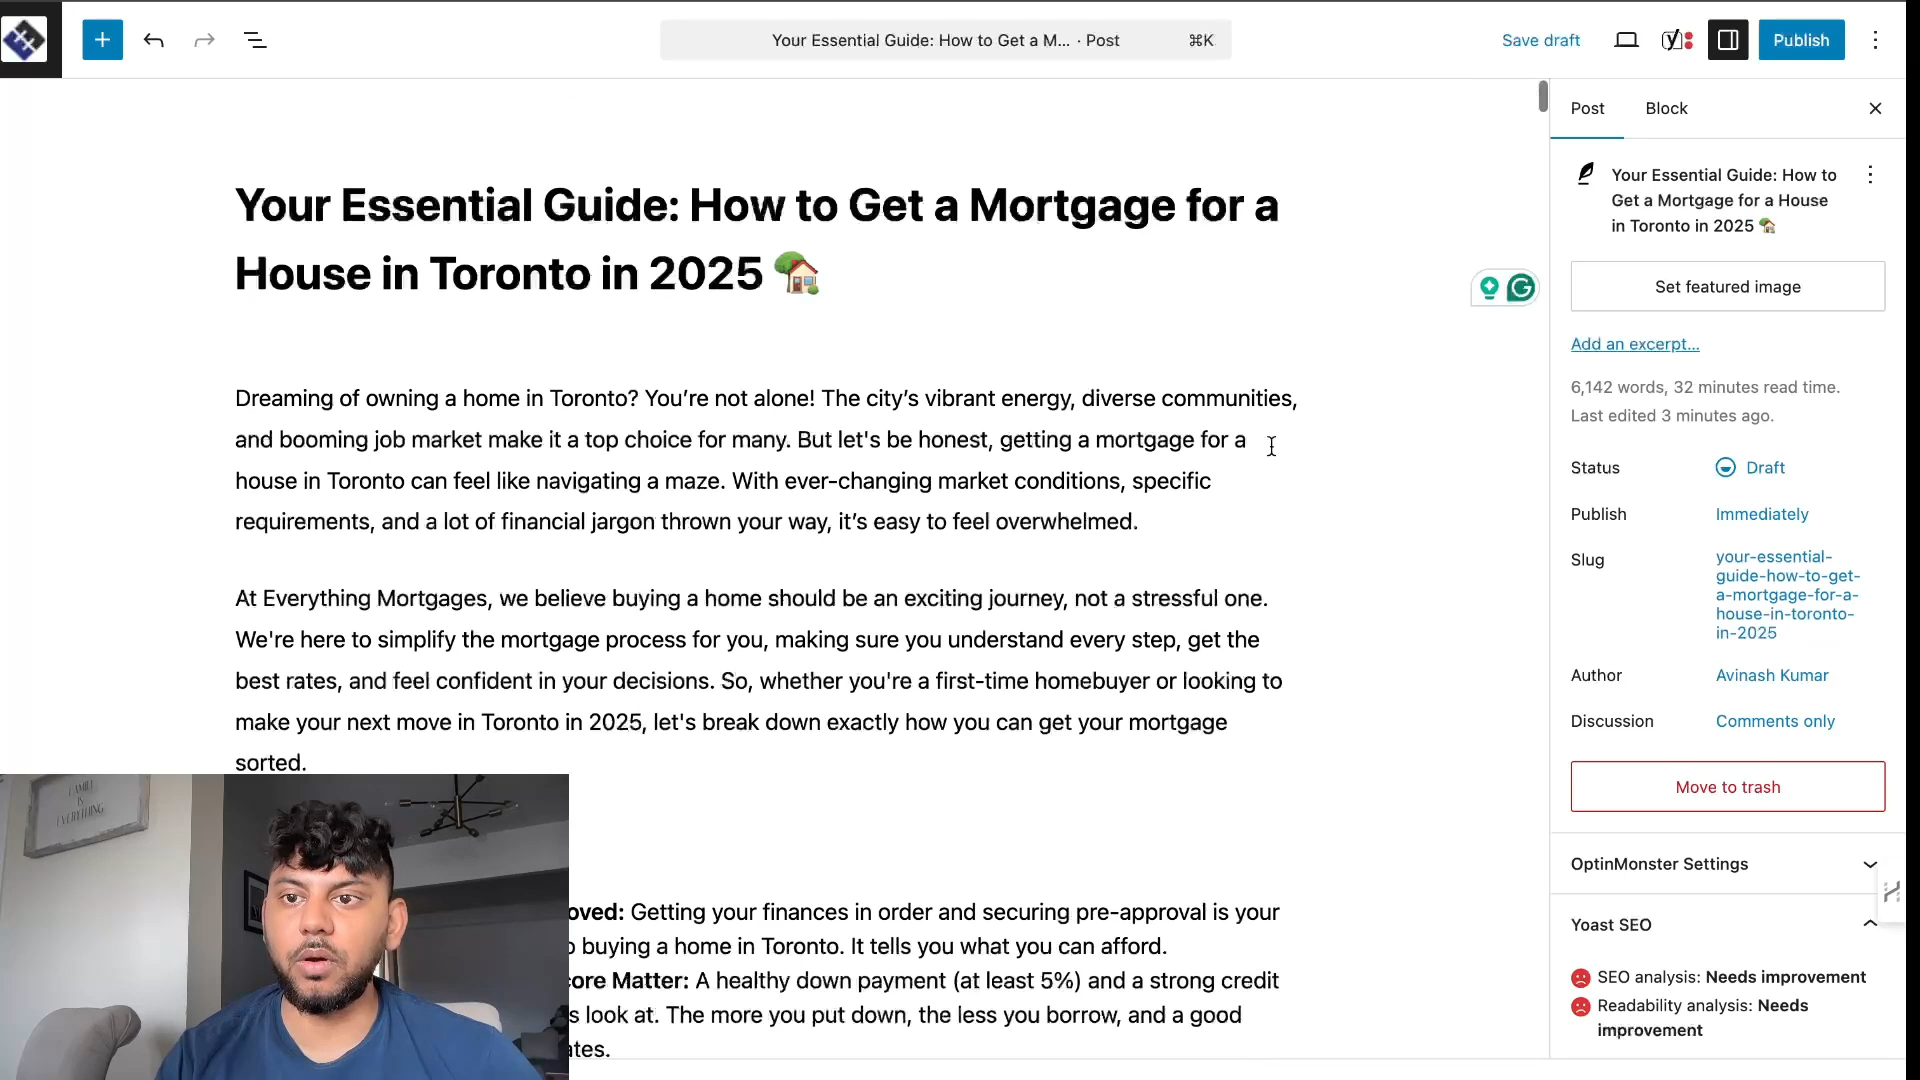 Your Essential Guide: How to Get a M... · Post
⌘K
Save draft
Publish
Post
Block
Your Essential Guide: How to Get a Mortgage for a
House in Toronto in 2025 🏡
Dreaming of owning a home in Toronto? You’re not alone! The city’s vibrant energy, diverse communities,
and booming job market make it a top choice for many. But let's be honest, getting a mortgage for a
house in Toronto can feel like navigating a maze. With ever-changing market conditions, specific
requirements, and a lot of financial jargon thrown your way, it’s easy to feel overwhelmed.
At Everything Mortgages, we believe buying a home should be an exciting journey, not a stressful one.
We're here to simplify the mortgage process for you, making sure you understand every step, get the
best rates, and feel confident in your decisions. So, whether you're a first-time homebuyer or looking to
make your next move in Toronto in 2025, let's break down exactly how you can get your mortgage
sorted.
oved: Getting your finances in order and securing pre-approval is your
o buying a home in Toronto. It tells you what you can afford.
core Matter: A healthy down payment (at least 5%) and a strong credit
s look at. The more you put down, the less you borrow, and a good
ates.
FAMILY
IS
EVERYTHING
Your Essential Guide: How to
Get a Mortgage for a House
in Toronto in 2025 🏡
Set featured image
Add an excerpt...
6,142 words, 32 minutes read time.
Last edited 3 minutes ago.
Status
Draft
Publish
Immediately
Slug
your-essential-
guide-how-to-get-
a-mortgage-for-a-
house-in-toronto-
in-2025
Author
Avinash Kumar
Discussion
Comments only
Move to trash
OptinMonster Settings
Yoast SEO
SEO analysis: Needs improvement
Readability analysis: Needs
improvement